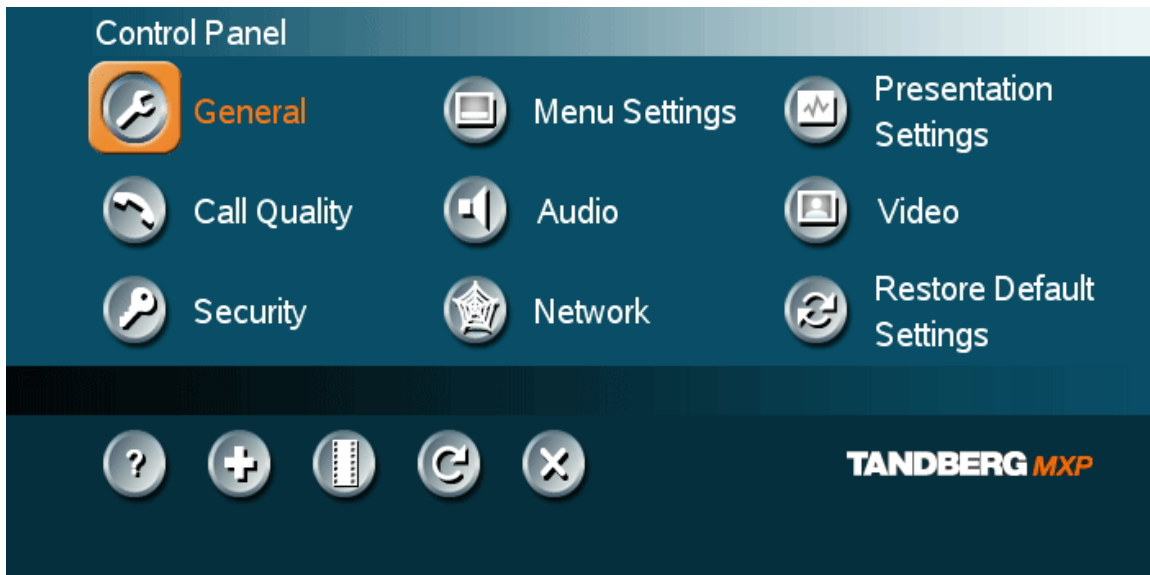 Control Panel
General
Menu Settings
Presentation
Settings
Call Quality
Audio
Video
Security
Network
Restore Default
Settings
?
TANDBERG MXP